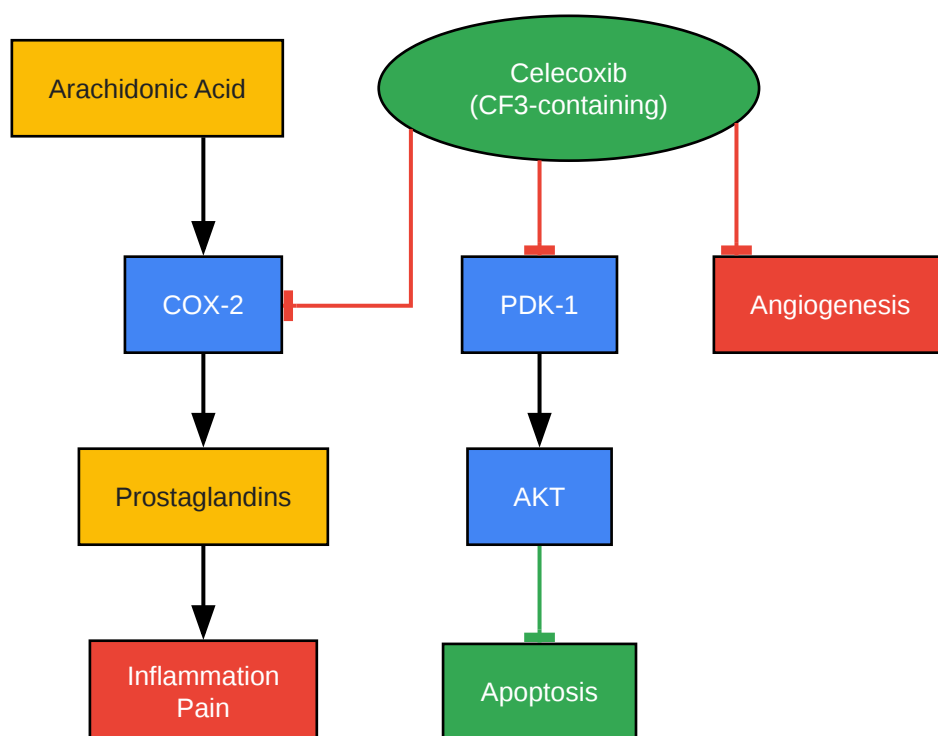 Arachidonic Acid
Celecoxib
(CF3-containing)
COX-2
PDK-1
Angiogenesis
Prostaglandins
AKT
Inflammation
Pain
Apoptosis